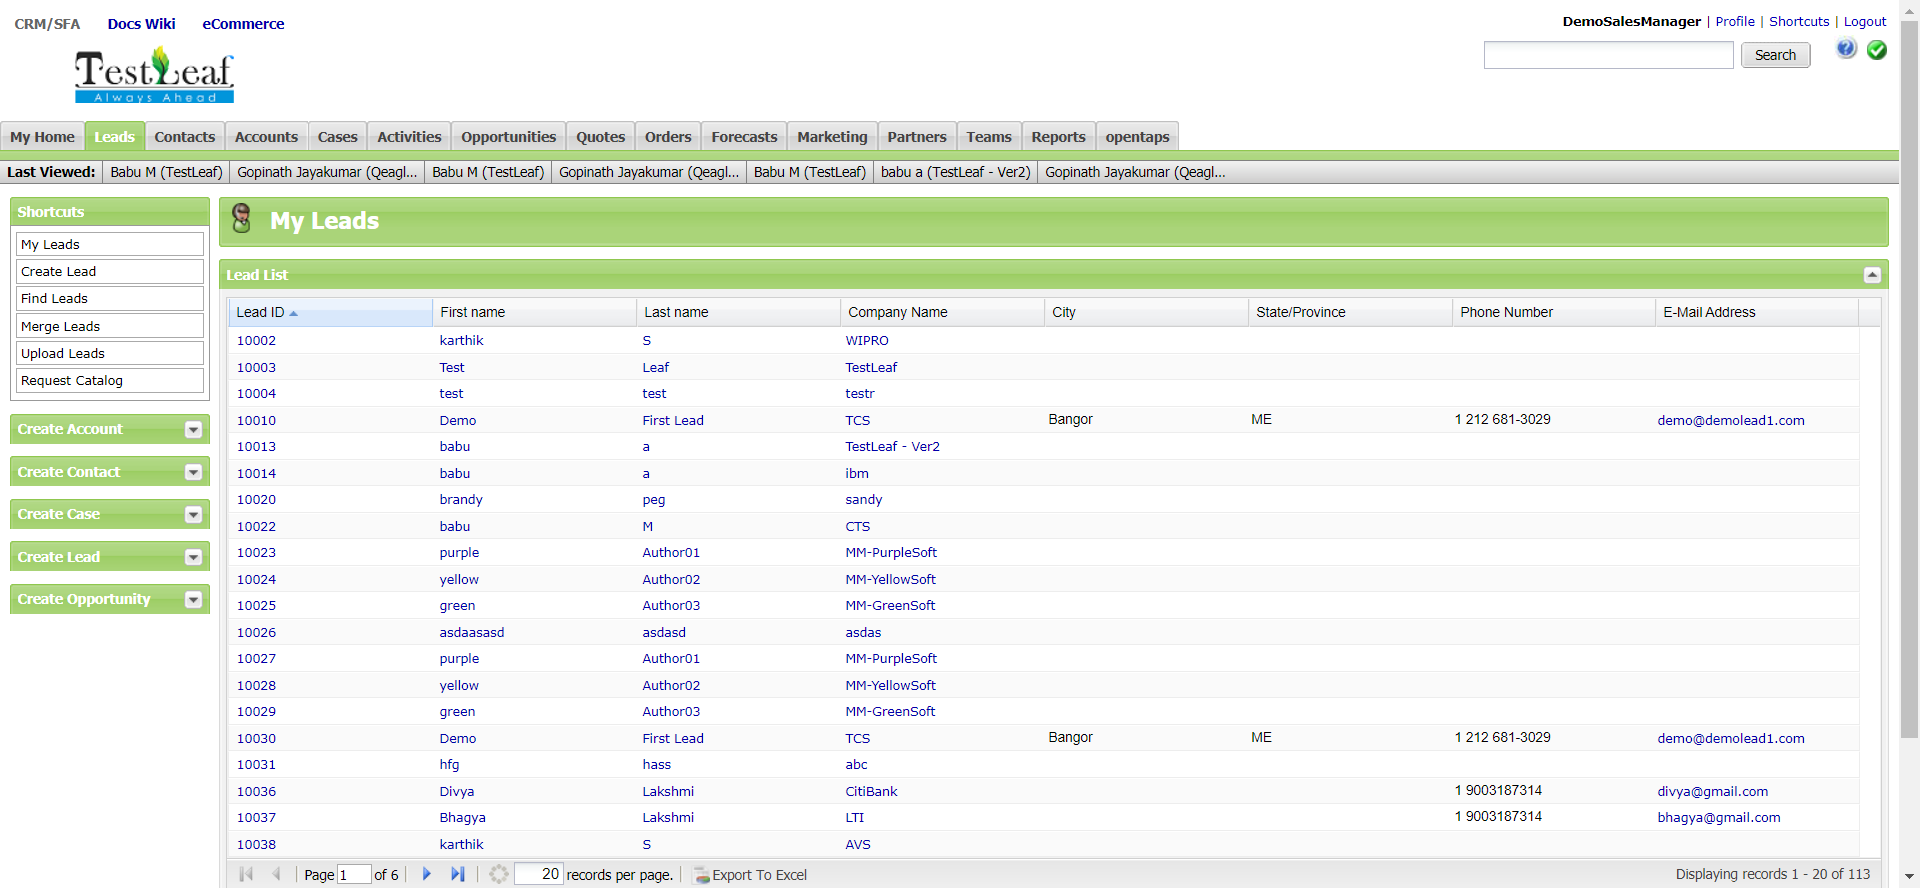 CRM/SFA Docs Wiki eCommerce
DemoSalesManager | Profile | Shortcuts | Logout
Search
TestLeaf
Always Ahead
My Home Leads Contacts Accounts Cases Activities Opportunities Quotes Orders Forecasts Marketing Partners Teams Reports opentaps
Last Viewed: Babu M (TestLeaf) Gopinath Jayakumar (Qeagl... Babu M (TestLeaf) Gopinath Jayakumar (Qeagl... Babu M (TestLeaf) babu a (TestLeaf - Ver2) Gopinath Jayakumar (Qeagl...
Shortcuts
My Leads
Create Lead
Find Leads
Merge Leads
Upload Leads
Request Catalog
Create Account
Create Contact
Create Case
Create Lead
Create Opportunity
My Leads
Lead List
Lead ID First name Last name Company Name City State/Province Phone Number E-Mail Address
10002 karthik S WIPRO
10003 Test Leaf TestLeaf
10004 test test testr
10010 Demo First Lead TCS Bangor ME 1 212 681-3029 demo@demolead1.com
10013 babu a TestLeaf - Ver2
10014 babu a ibm
10020 brandy peg sandy
10022 babu M CTS
10023 purple Author01 MM-PurpleSoft
10024 yellow Author02 MM-YellowSoft
10025 green Author03 MM-GreenSoft
10026 asdaasasd asdasd asdas
10027 purple Author01 MM-PurpleSoft
10028 yellow Author02 MM-YellowSoft
10029 green Author03 MM-GreenSoft
10030 Demo First Lead TCS Bangor ME 1 212 681-3029 demo@demolead1.com
10031 hfg hass abc
10036 Divya Lakshmi CitiBank 1 9003187314 divya@gmail.com
10037 Bhagya Lakshmi LTI 1 9003187314 bhagya@gmail.com
10038 karthik S AVS
Page 1 of 6 20 records per page. Export To Excel Displaying records 1 - 20 of 113